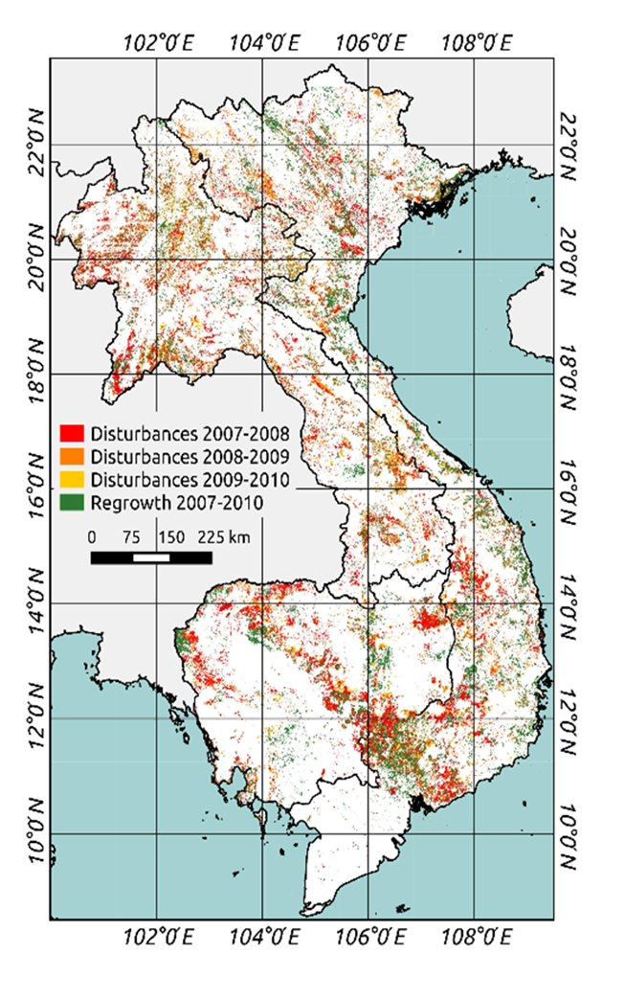 102°0′E 104°0′E 106°0′E 108°0′E
22°0′N
22°0′N
20°0′N
20°0′N
18°0′N
18°0′N
Disturbances 2007-2008
Disturbances 2008-2009
Disturbances 2009-2010
Regrowth 2007-2010
16°0′N
16°0′N
0 75 150 225 km
14°0′N
14°0′N
12°0′N
12°0′N
10°0′N
10°0′N
102°0′E 104°0′E 106°0′E 108°0′E